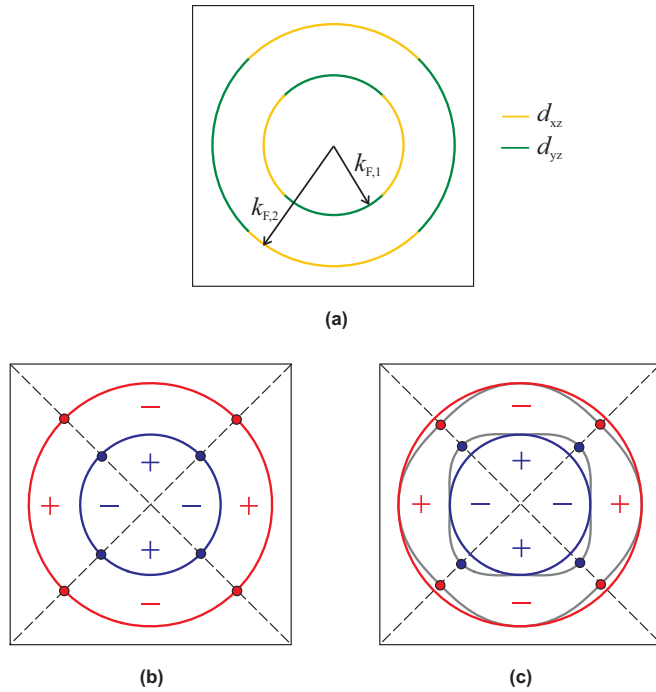 d_xz
d_yz
k_F,1
k_F,2
(a)
−
+
+ − − +
+
−
(b)
−
+
+ − − +
+
−
(c)